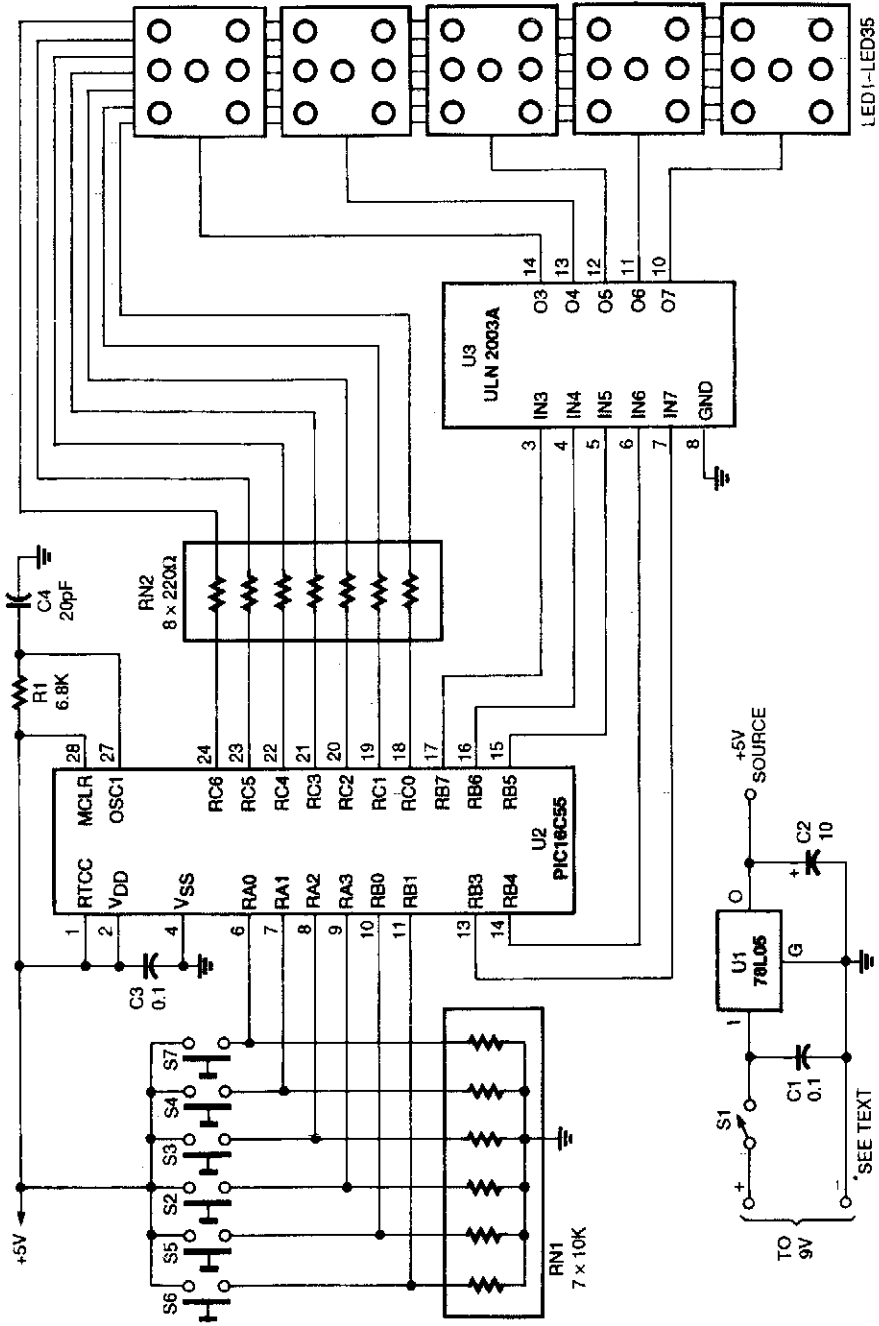 +5V
S6
S5
S2
S3
S4
S7
RN1
7 × 10K
C3
0.1
1
2
4
6
7
8
9
10
11
13
14
RTCC
VDD
VSS
RA0
RA1
RA2
RA3
RB0
RB1
RB3
RB4
MCLR
OSC1
RC6
RC5
RC4
RC3
RC2
RC1
RC0
RB7
RB6
RB5
U2
PIC16C55
28
27
24
23
22
21
20
19
18
17
16
15
R1
6.8K
C4
20pF
RN2
8 × 220Ω
3
4
5
6
7
8
IN3
IN4
IN5
IN6
IN7
GND
U3
ULN 2003A
O3
O4
O5
O6
O7
14
13
12
11
10
LED1-LED35
TO
9V
+
-
S1
C1
0.1
*SEE TEXT
I
U1
78L05
O
G
+
C2
10
+5V
SOURCE